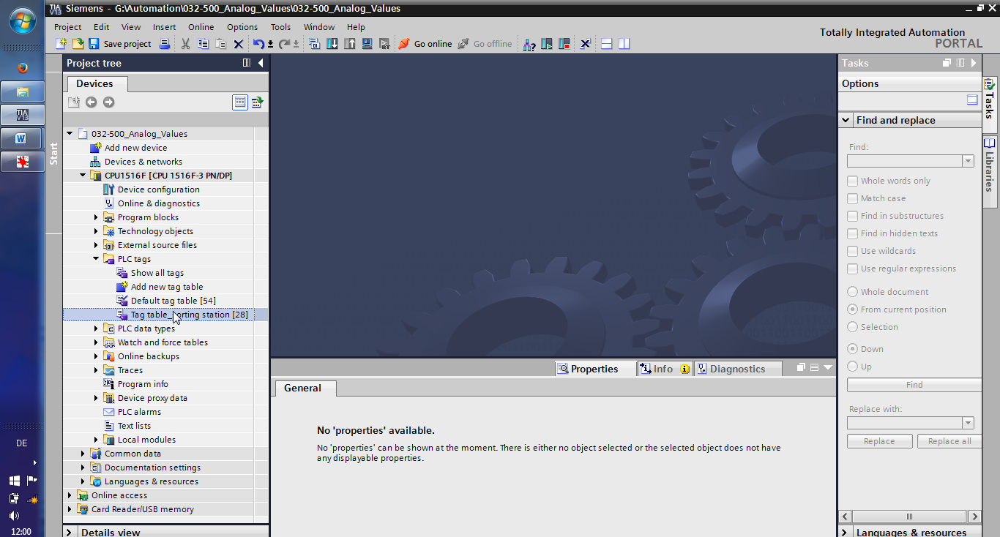 TIA V13 Siemens - G:\Automation\032-500_Analog_Values\032-500_Analog_Values
Project Edit View Insert Online Options Tools Window Help
Totally Integrated Automation
PORTAL
Save project Go online Go offline
Start
Project tree
Devices
032-500_Analog_Values
Add new device
Devices & networks
CPU1516F [CPU 1516F-3 PN/DP]
Device configuration
Online & diagnostics
Program blocks
Technology objects
External source files
PLC tags
Show all tags
Add new tag table
Default tag table [54]
Tag table_sorting station [28]
PLC data types
Watch and force tables
Online backups
Traces
Program info
Device proxy data
PLC alarms
Text lists
Local modules
Common data
Documentation settings
Languages & resources
Online access
Card Reader/USB memory
Details view
Properties Info Diagnostics
General
No 'properties' available.
No 'properties' can be shown at the moment. There is either no object selected or the selected object does not have
any displayable properties.
Tasks
Options
Find and replace
Find:
Whole words only
Match case
Find in substructures
Find in hidden texts
Use wildcards
Use regular expressions
Whole document
From current position
Selection
Down
Up
Find
Replace with:
Replace Replace all
Languages & resources
Tasks
Libraries
TIA V13
W
DE
12:00